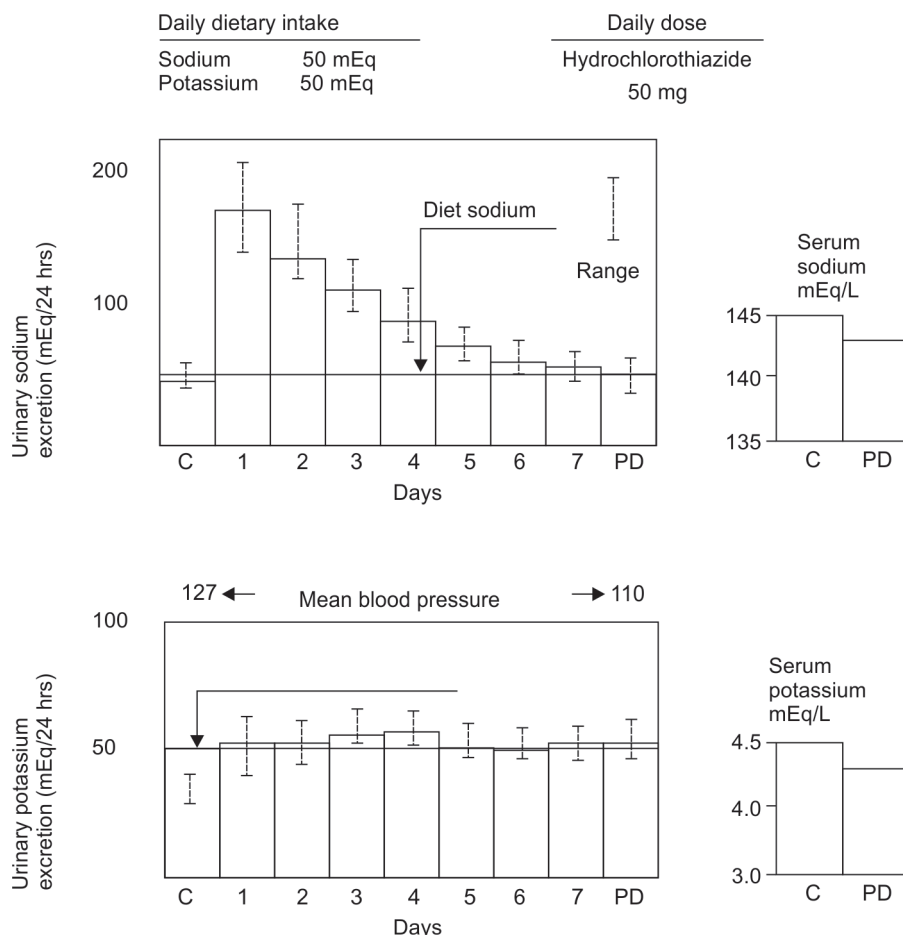 Daily dietary intake
Sodium 50 mEq
Potassium 50 mEq
Daily dose
Hydrochlorothiazide
50 mg
Urinary sodium
excretion (mEq/24 hrs)
200
100
Diet sodium
Range
C 1 2 3 4 5 6 7 PD
Days
Serum
sodium
mEq/L
145
140
135
C PD
127 Mean blood pressure 110
Urinary potassium
excretion (mEq/24 hrs)
100
50
C 1 2 3 4 5 6 7 PD
Days
Serum
potassium
mEq/L
4.5
4.0
3.0
C PD